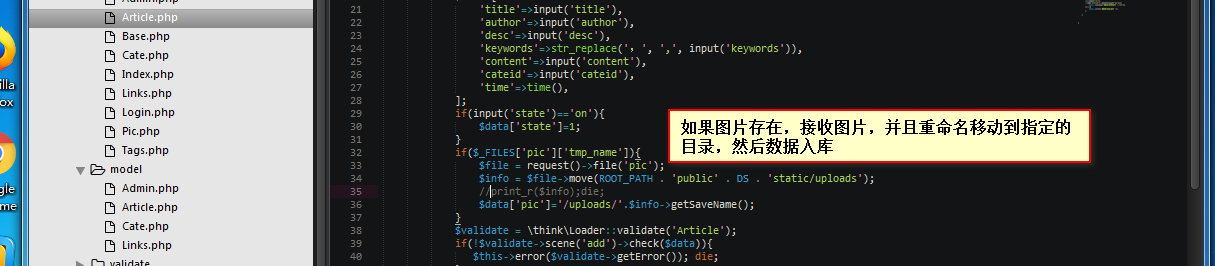 Article.php
Base.php
Cate.php
Index.php
Links.php
Login.php
Pic.php
Tags.php
model
Admin.php
Article.php
Cate.php
Links.php
21 'title'=>input('title'),
22 'author'=>input('author'),
23 'desc'=>input('desc'),
24 'keywords'=>str_replace('，', ',', input('keywords')),
25 'content'=>input('content'),
26 'cateid'=>input('cateid'),
27 'time'=>time(),
28 ];
29 if(input('state')=='on'){
30 $data['state']=1;
31 }
32 if($_FILES['pic']['tmp_name']){
33 $file = request()->file('pic');
34 $info = $file->move(ROOT_PATH . 'public' . DS . 'static/uploads');
35 //print_r($info);die;
36 $data['pic']='/uploads/'.$info->getSaveName();
37 }
38 $validate = \think\Loader::validate('Article');
39 if(!$validate->scene('add')->check($data)){
40 $this->error($validate->getError()); die;
如果图片存在，接收图片，并且重命名移动到指定的
目录，然后数据入库